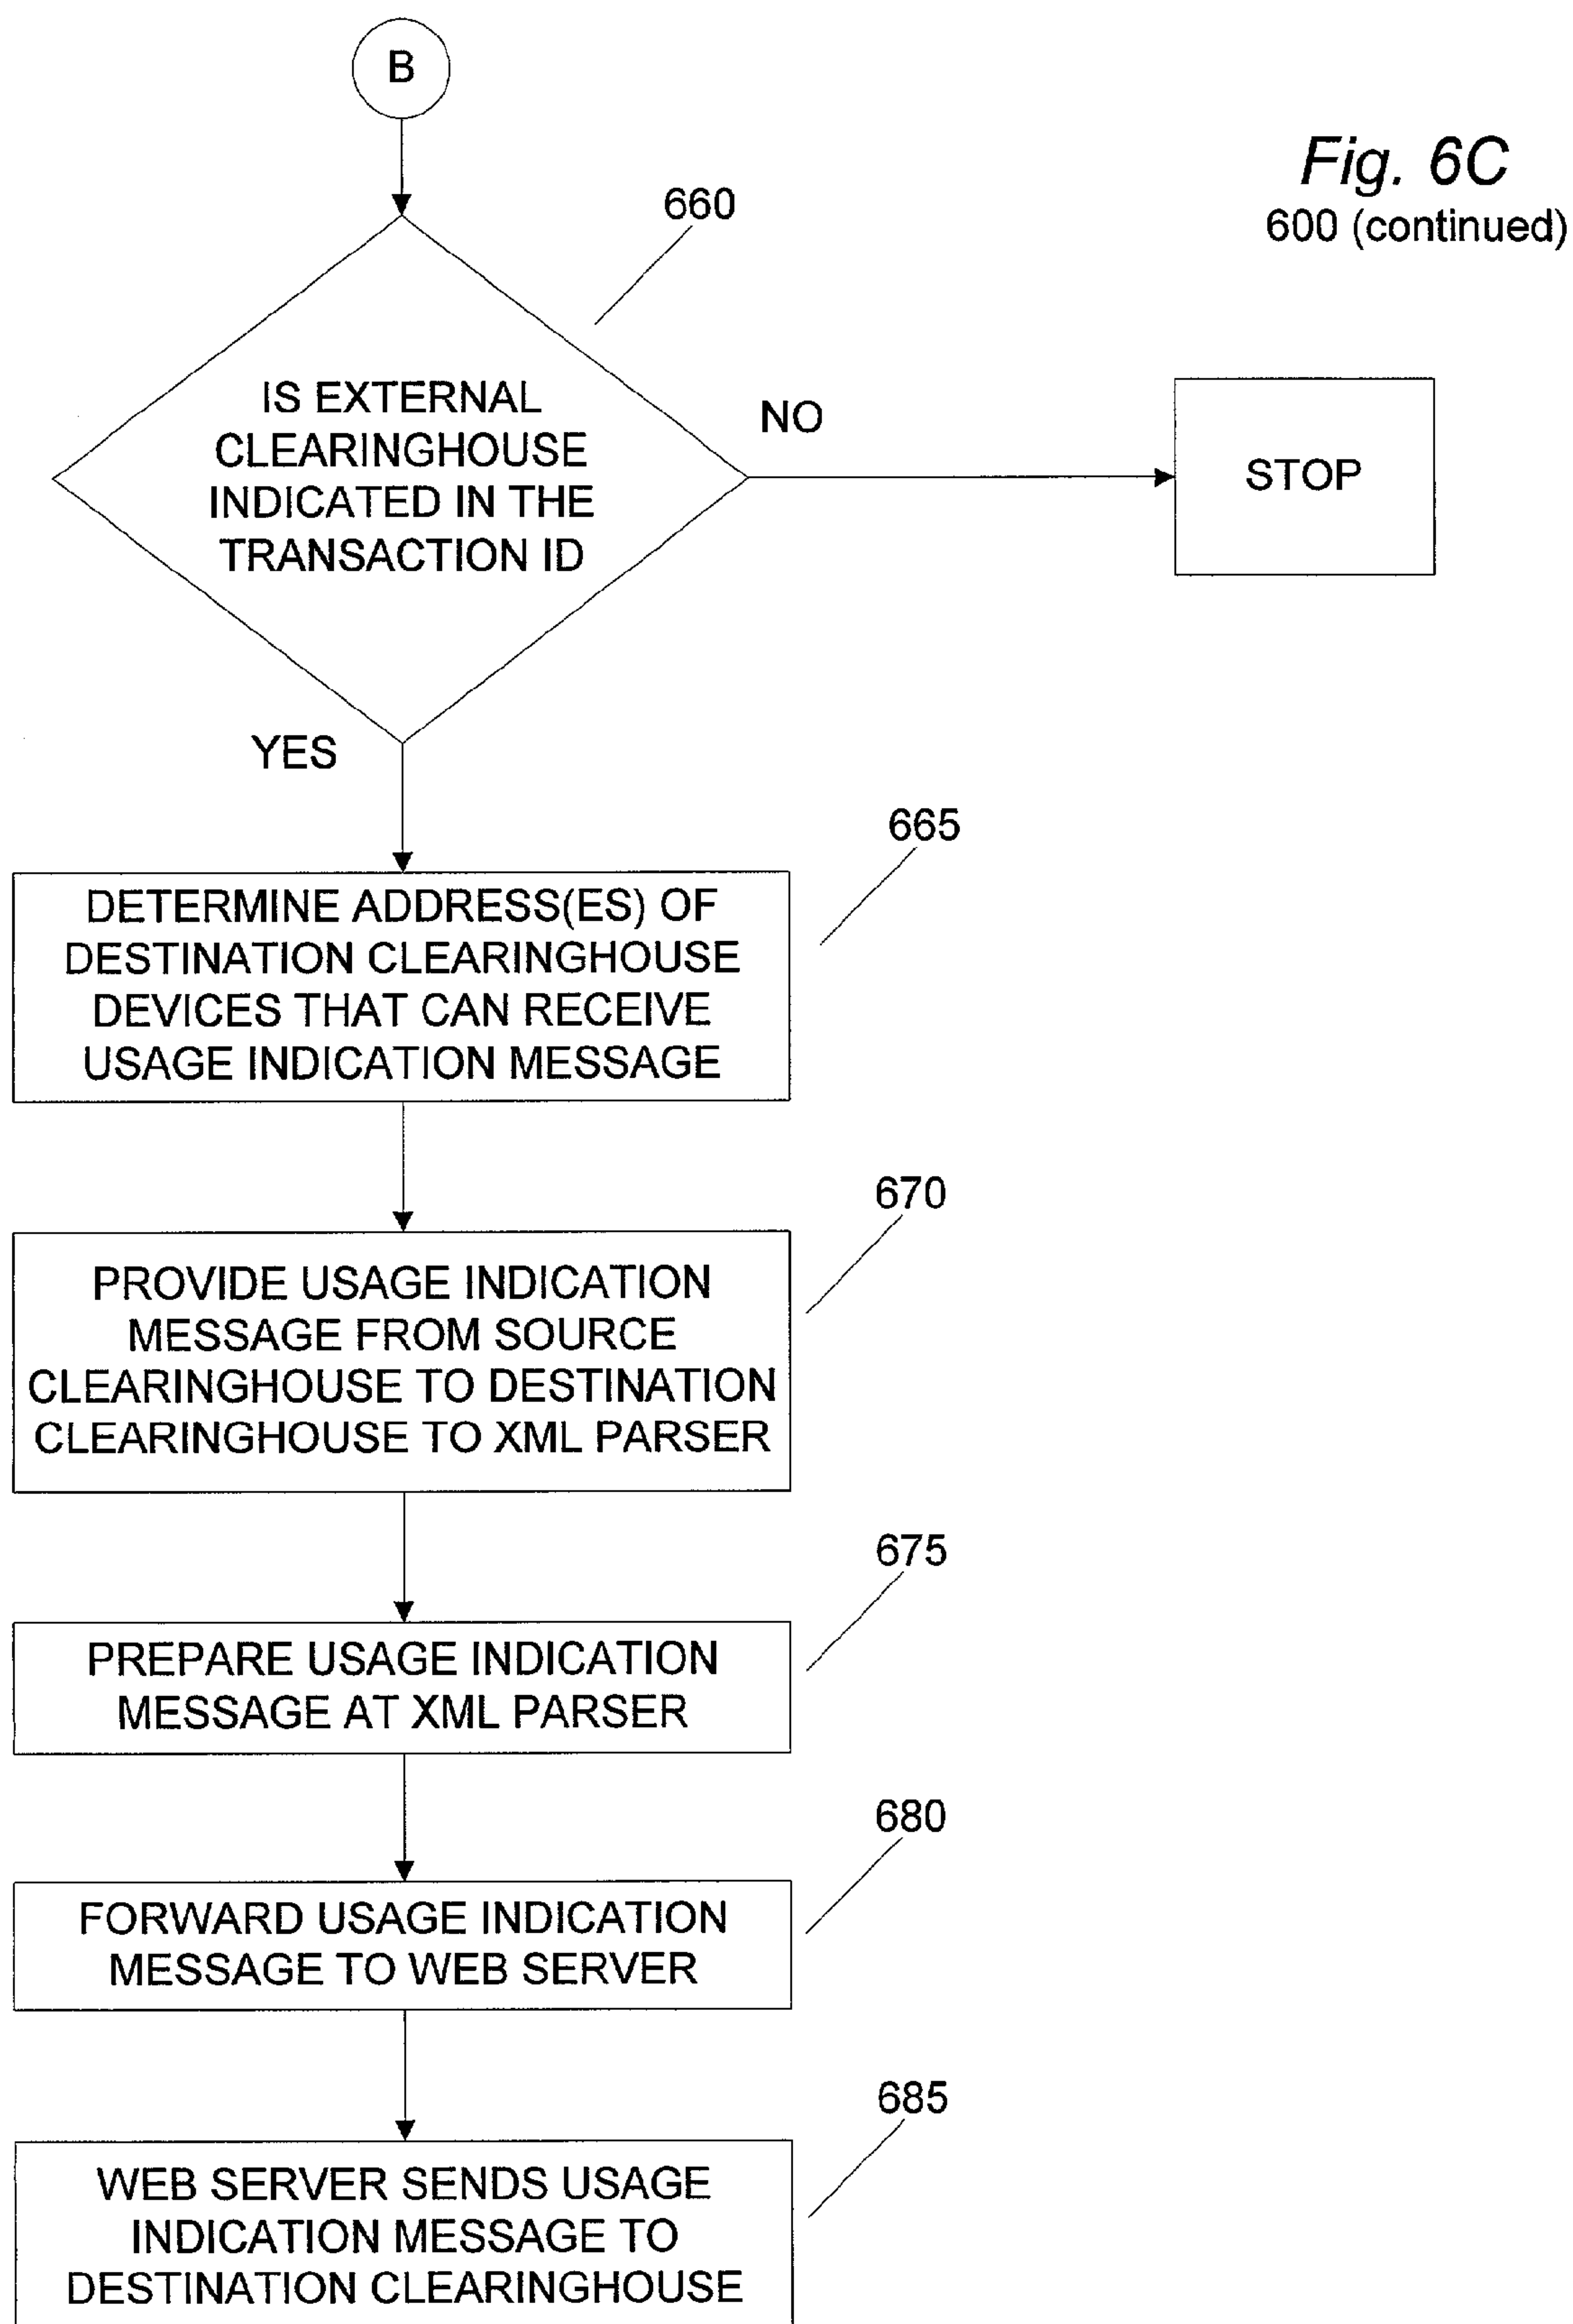 B
Fig. 6C
600 (continued)
660
IS EXTERNAL
CLEARINGHOUSE
INDICATED IN THE
TRANSACTION ID
NO
STOP
YES
665
DETERMINE ADDRESS(ES) OF
DESTINATION CLEARINGHOUSE
DEVICES THAT CAN RECEIVE
USAGE INDICATION MESSAGE
670
PROVIDE USAGE INDICATION
MESSAGE FROM SOURCE
CLEARINGHOUSE TO DESTINATION
CLEARINGHOUSE TO XML PARSER
675
PREPARE USAGE INDICATION
MESSAGE AT XML PARSER
680
FORWARD USAGE INDICATION
MESSAGE TO WEB SERVER
685
WEB SERVER SENDS USAGE
INDICATION MESSAGE TO
DESTINATION CLEARINGHOUSE